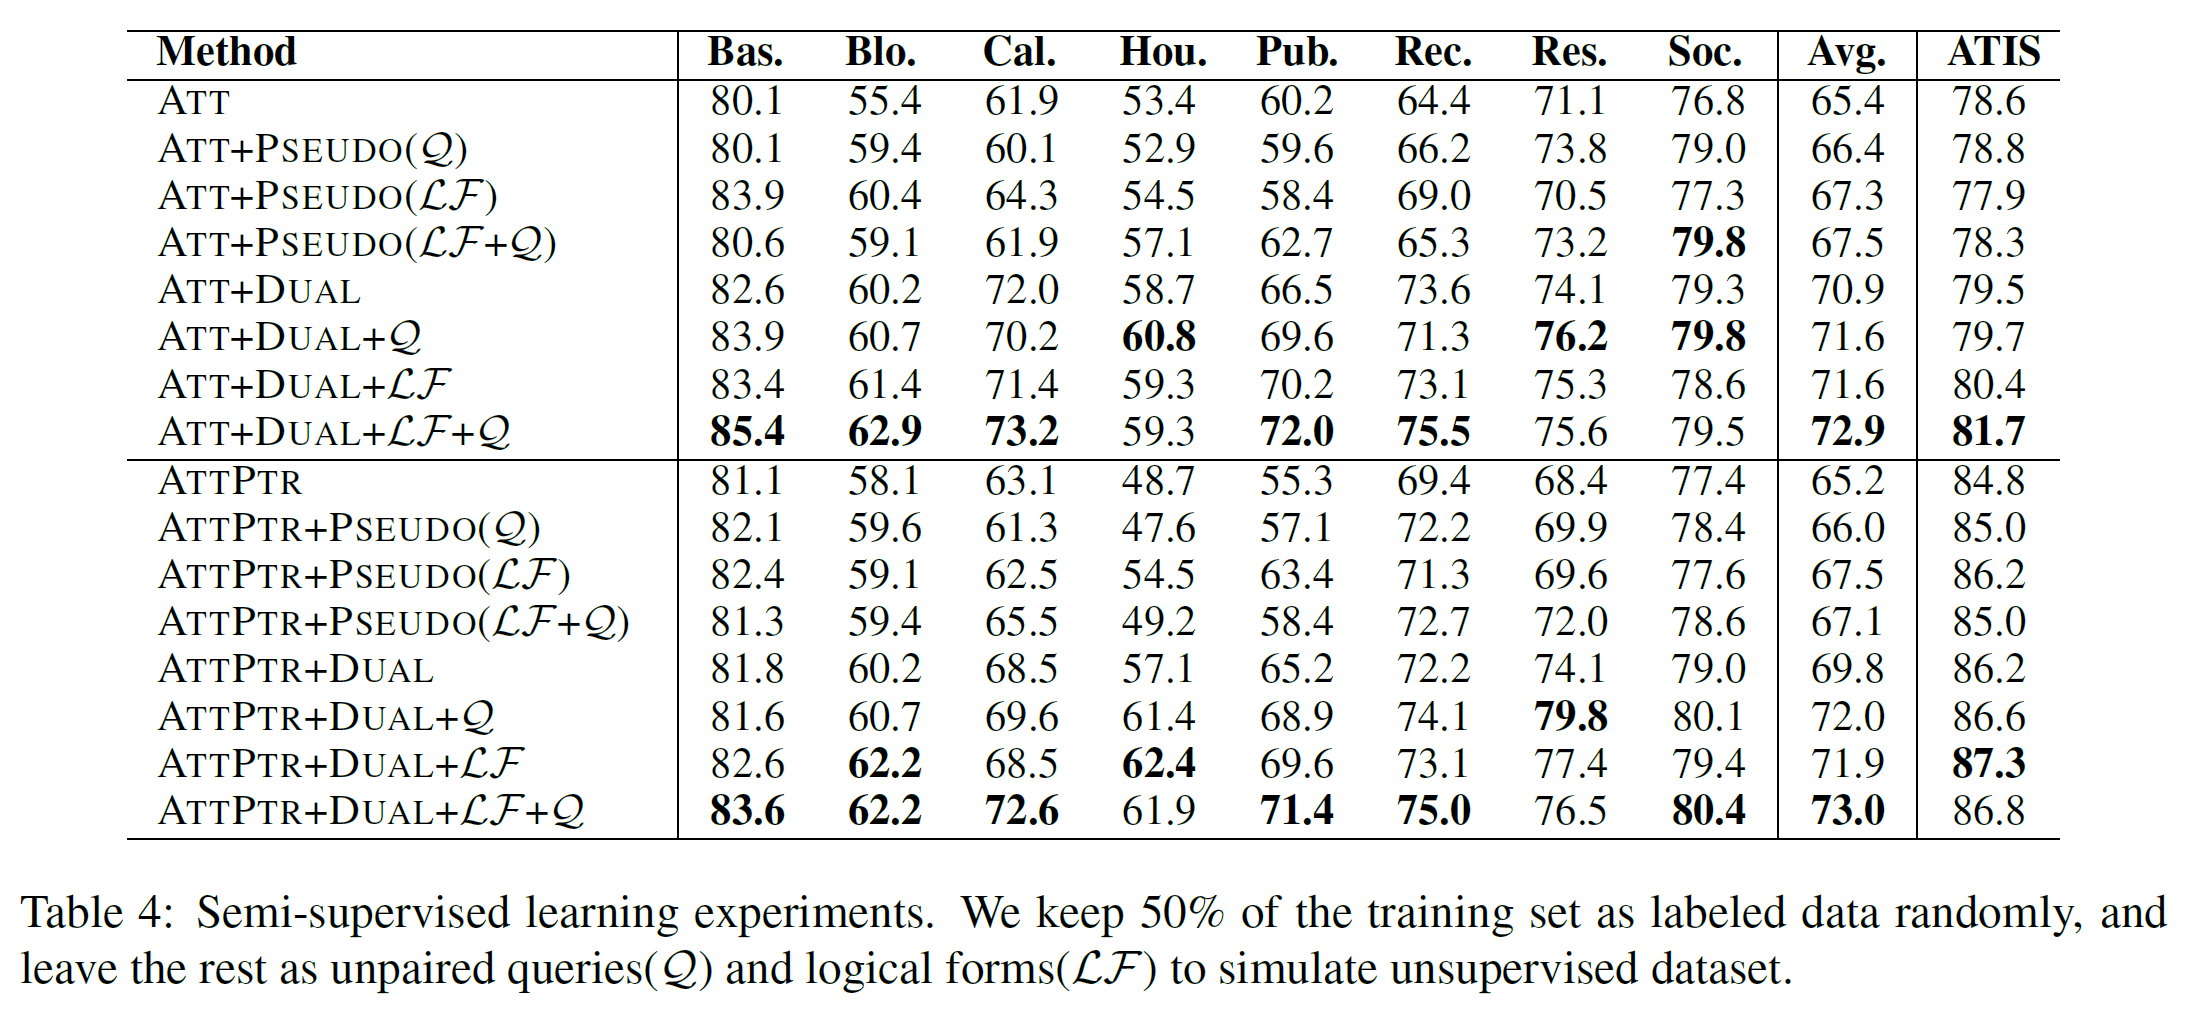 Method Bas. Blo. Cal. Hou. Pub. Rec. Res. Soc. Avg. ATIS
ATT 80.1 55.4 61.9 53.4 60.2 64.4 71.1 76.8 65.4 78.6
ATT+PSEUDO(𝒬) 80.1 59.4 60.1 52.9 59.6 66.2 73.8 79.0 66.4 78.8
ATT+PSEUDO(ℒℱ) 83.9 60.4 64.3 54.5 58.4 69.0 70.5 77.3 67.3 77.9
ATT+PSEUDO(ℒℱ+𝒬) 80.6 59.1 61.9 57.1 62.7 65.3 73.2 79.8 67.5 78.3
ATT+DUAL 82.6 60.2 72.0 58.7 66.5 73.6 74.1 79.3 70.9 79.5
ATT+DUAL+𝒬 83.9 60.7 70.2 60.8 69.6 71.3 76.2 79.8 71.6 79.7
ATT+DUAL+ℒℱ 83.4 61.4 71.4 59.3 70.2 73.1 75.3 78.6 71.6 80.4
ATT+DUAL+ℒℱ+𝒬 85.4 62.9 73.2 59.3 72.0 75.5 75.6 79.5 72.9 81.7
ATTPTR 81.1 58.1 63.1 48.7 55.3 69.4 68.4 77.4 65.2 84.8
ATTPTR+PSEUDO(𝒬) 82.1 59.6 61.3 47.6 57.1 72.2 69.9 78.4 66.0 85.0
ATTPTR+PSEUDO(ℒℱ) 82.4 59.1 62.5 54.5 63.4 71.3 69.6 77.6 67.5 86.2
ATTPTR+PSEUDO(ℒℱ+𝒬) 81.3 59.4 65.5 49.2 58.4 72.7 72.0 78.6 67.1 85.0
ATTPTR+DUAL 81.8 60.2 68.5 57.1 65.2 72.2 74.1 79.0 69.8 86.2
ATTPTR+DUAL+𝒬 81.6 60.7 69.6 61.4 68.9 74.1 79.8 80.1 72.0 86.6
ATTPTR+DUAL+ℒℱ 82.6 62.2 68.5 62.4 69.6 73.1 77.4 79.4 71.9 87.3
ATTPTR+DUAL+ℒℱ+𝒬 83.6 62.2 72.6 61.9 71.4 75.0 76.5 80.4 73.0 86.8
Table 4: Semi-supervised learning experiments. We keep 50% of the training set as labeled data randomly, and
leave the rest as unpaired queries(𝒬) and logical forms(ℒℱ) to simulate unsupervised dataset.